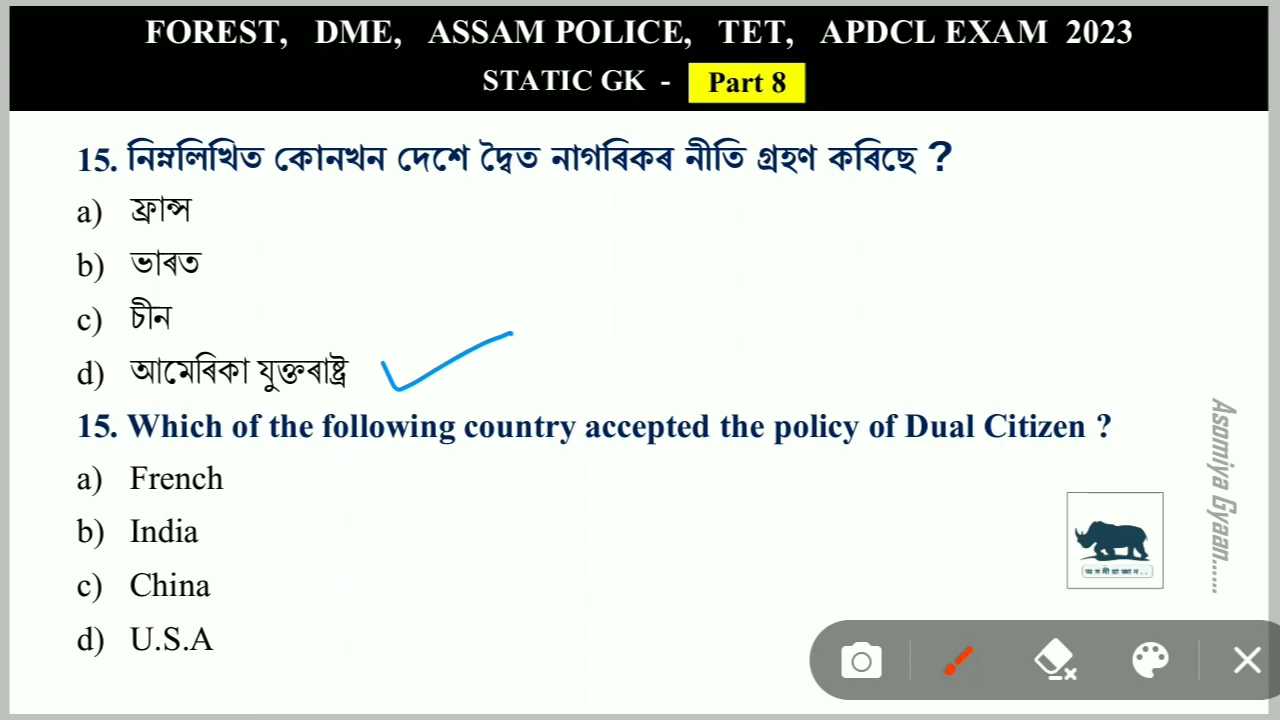 FOREST, DME, ASSAM POLICE, TET, APDCL EXAM 2023
STATIC GK - Part 8
15. নিম্নলিখিত কোনখন দেশে দ্বৈত নাগৰিকৰ নীতি গ্ৰহণ কৰিছে ?
a) ফ্ৰান্স
b) ভাৰত
c) চীন
d) আমেৰিকা যুক্তৰাষ্ট্ৰ
15. Which of the following country accepted the policy of Dual Citizen ?
a) French
b) India
c) China
d) U.S.A
Asamiya Gyaan......
অসমীয়া জ্ঞান..